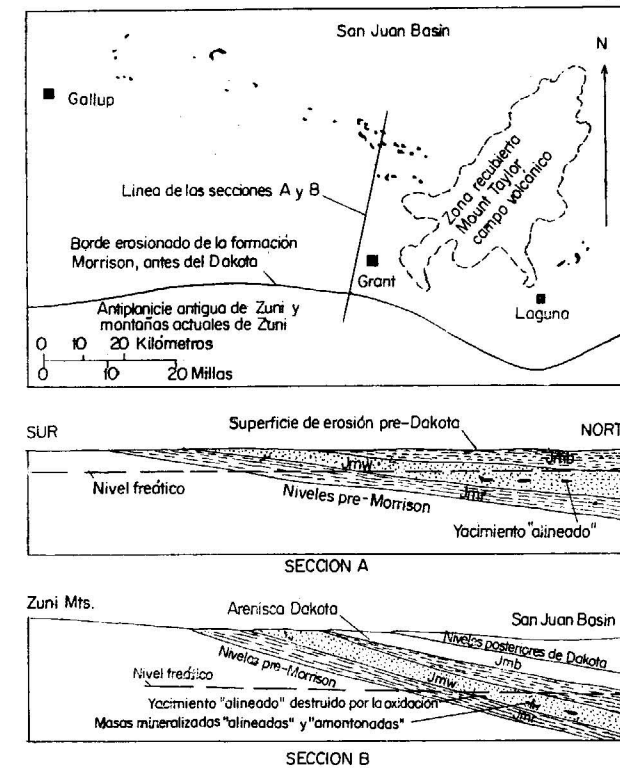 San Juan Basin
N
Gallup
Línea de las secciones A y B
Zona recubierta
Mount Taylor
campo volcánico
Borde erosionado de la formación
Morrison, antes del Dakota
Grant
Laguna
Antiplanicie antigua de Zuni y
montañas actuales de Zuni
0 10 20 Kilómetros
0 10 20 Millas
SUR
Superficie de erosión pre-Dakota
NORT
Jmb
Jmw
Nivel freático
Niveles pre-Morrison
Jmr
Yacimiento "alineado"
SECCION A
Zuni Mts.
Arenisca Dakota
San Juan Basin
Niveles posteriores de Dakota
Jmb
Niveles pre-Morrison
Nivel freático
Jmw
Yacimiento "alineado" destruido por la oxidación
Masas mineralizadas "alineadas" y "amontonadas"
Jmr
SECCION B